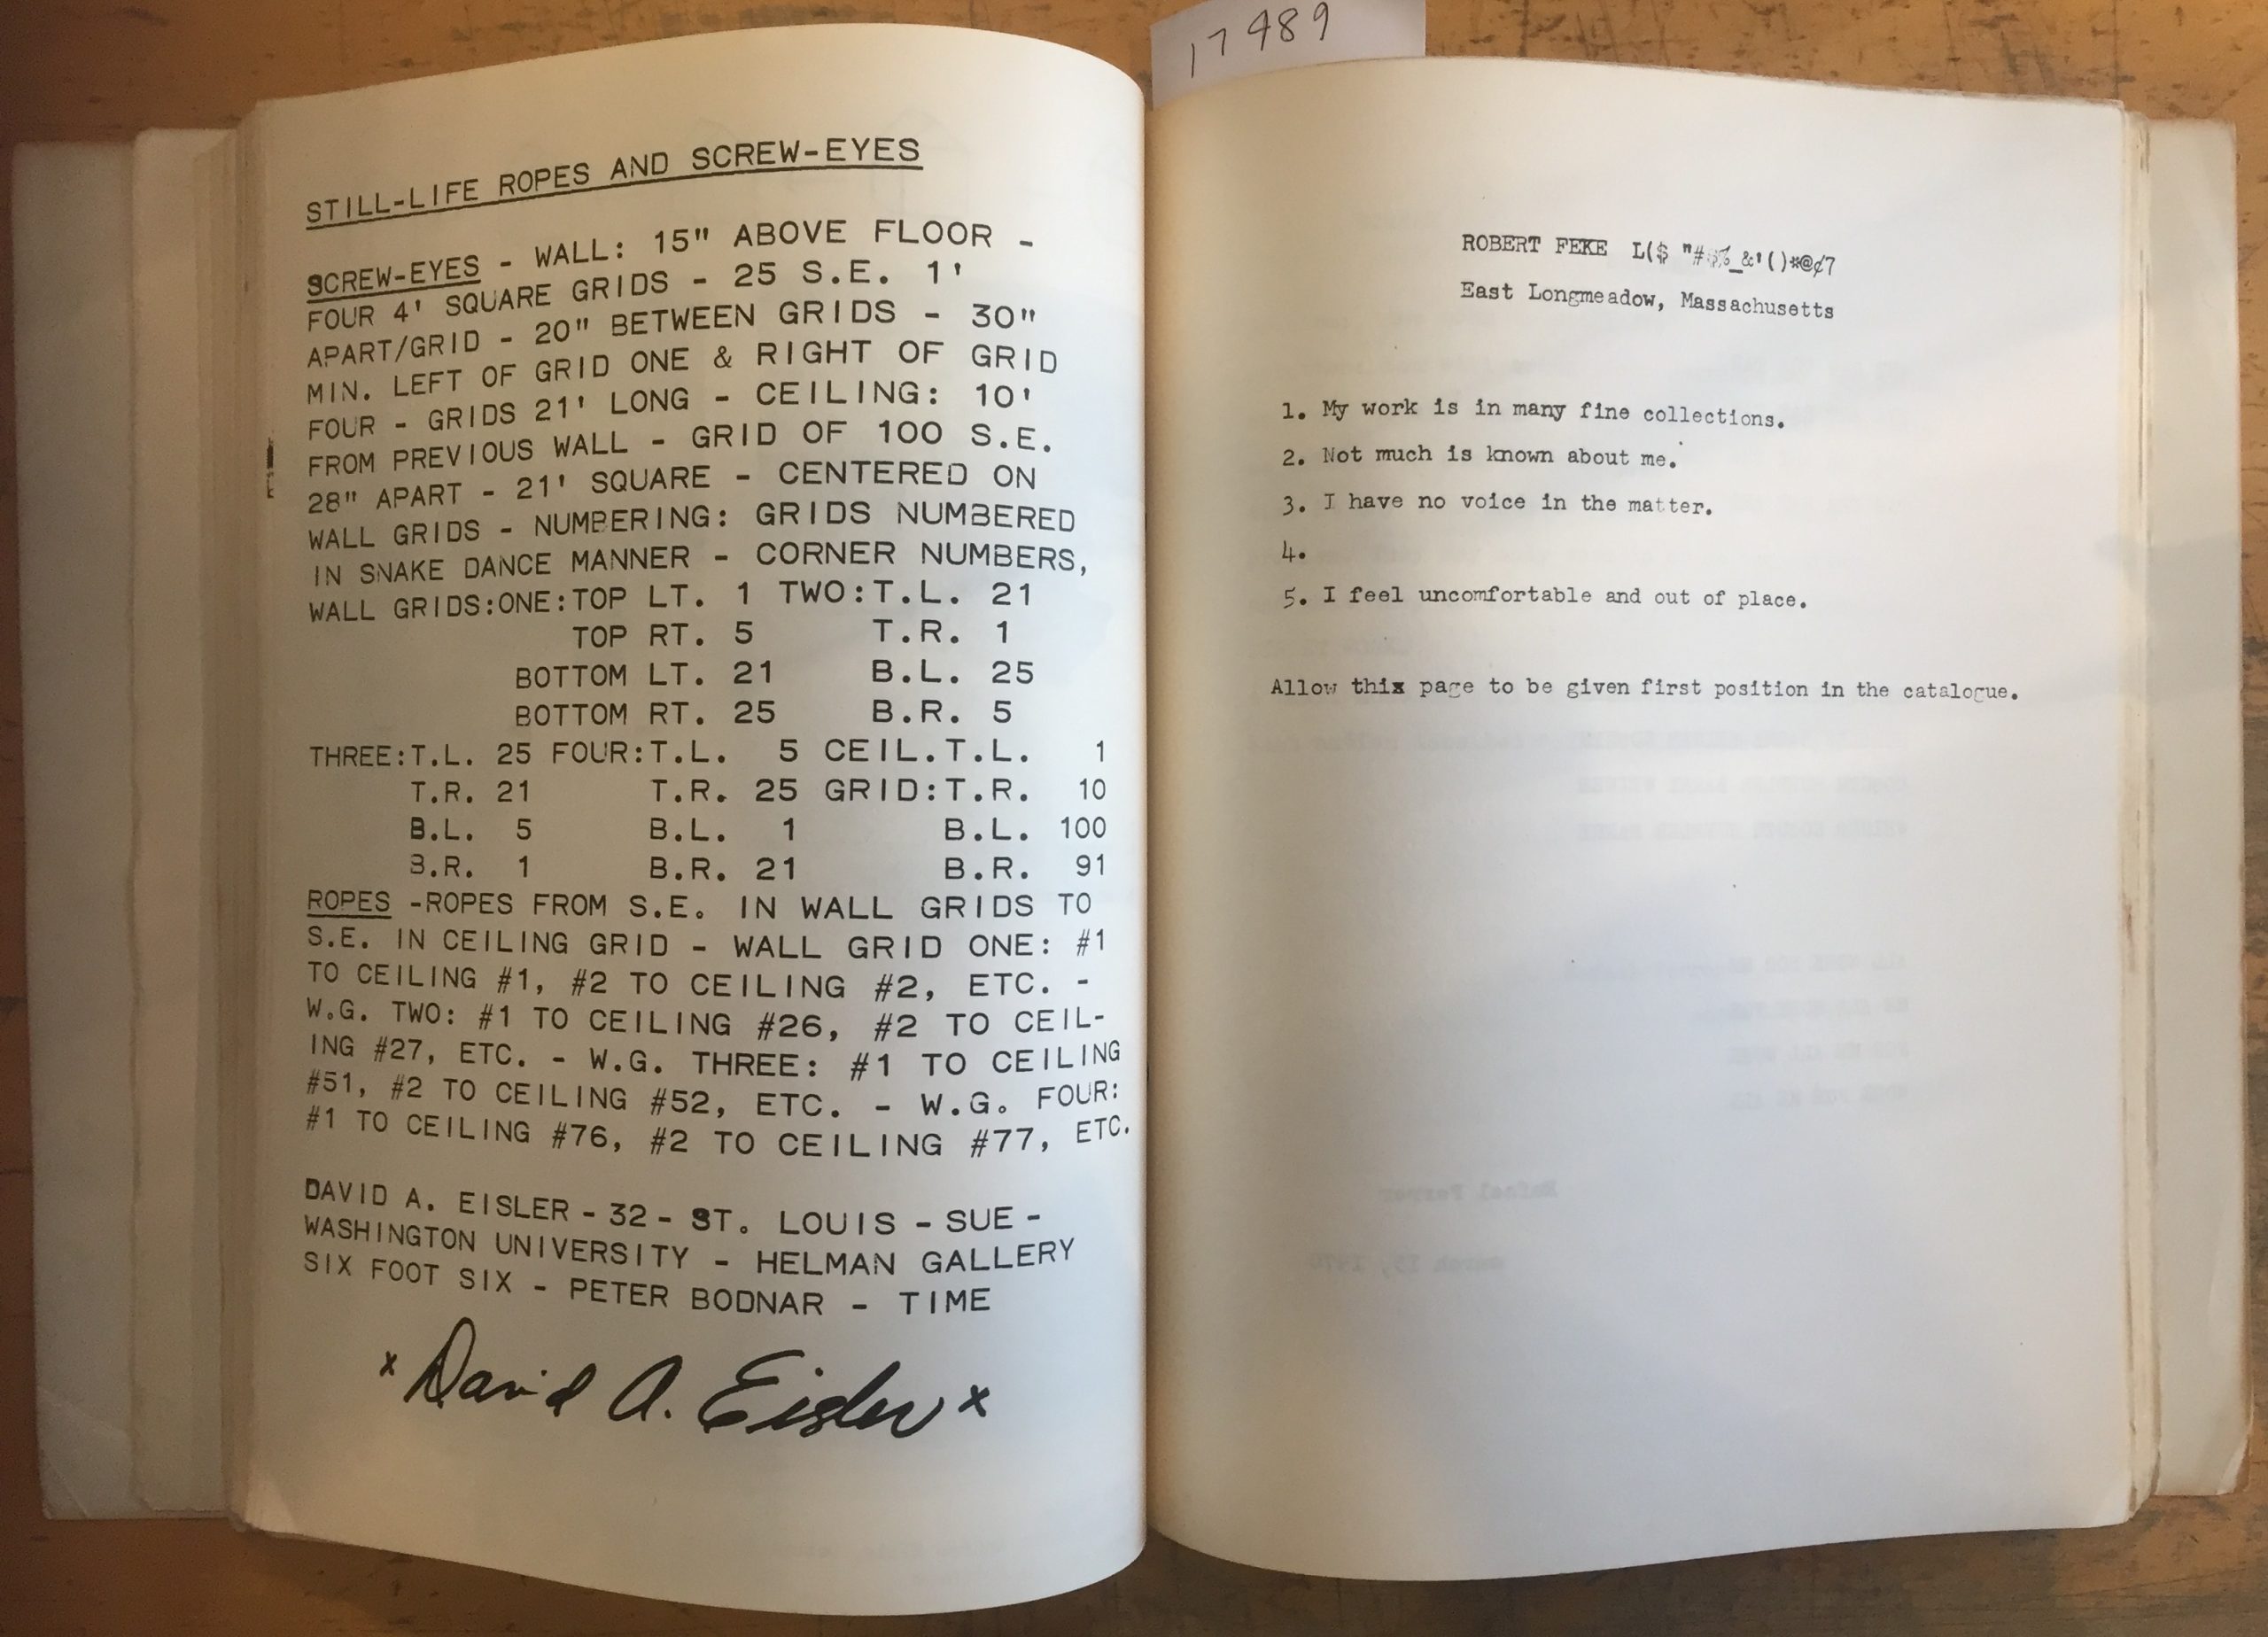 17489
STILL-LIFE ROPES AND SCREW-EYES
SCREW-EYES - WALL: 15" ABOVE FLOOR -
FOUR 4' SQUARE GRIDS - 25 S.E. 1'
APART/GRID - 20" BETWEEN GRIDS - 30"
MIN. LEFT OF GRID ONE & RIGHT OF GRID
FOUR - GRIDS 21' LONG - CEILING: 10'
FROM PREVIOUS WALL - GRID OF 100 S.E.
28" APART - 21' SQUARE - CENTERED ON
WALL GRIDS - NUMBERING: GRIDS NUMBERED
IN SNAKE DANCE MANNER - CORNER NUMBERS,
WALL GRIDS:ONE:TOP LT. 1 TWO:T.L. 21
TOP RT. 5 T.R. 1
BOTTOM LT. 21 B.L. 25
BOTTOM RT. 25 B.R. 5
THREE:T.L. 25 FOUR:T.L. 5 CEIL.T.L. 1
T.R. 21 T.R. 25 GRID:T.R. 10
B.L. 5 B.L. 1 B.L. 100
B.R. 1 B.R. 21 B.R. 91
ROPES -ROPES FROM S.E. IN WALL GRIDS TO
S.E. IN CEILING GRID - WALL GRID ONE: #1
TO CEILING #1, #2 TO CEILING #2, ETC. -
W.G. TWO: #1 TO CEILING #26, #2 TO CEIL-
ING #27, ETC. - W.G. THREE: #1 TO CEILING
#51, #2 TO CEILING #52, ETC. - W.G. FOUR:
#1 TO CEILING #76, #2 TO CEILING #77, ETC.
DAVID A. EISLER - 32 - ST. LOUIS - SUE -
WASHINGTON UNIVERSITY - HELMAN GALLERY
SIX FOOT SIX - PETER BODNAR - TIME
x David A. Eisler x
ROBERT FEKE L($ "#$%_&'()*@¢7
East Longmeadow, Massachusetts
1. My work is in many fine collections.
2. Not much is known about me.
3. I have no voice in the matter.
4.
5. I feel uncomfortable and out of place.
Allow thix page to be given first position in the catalogue.